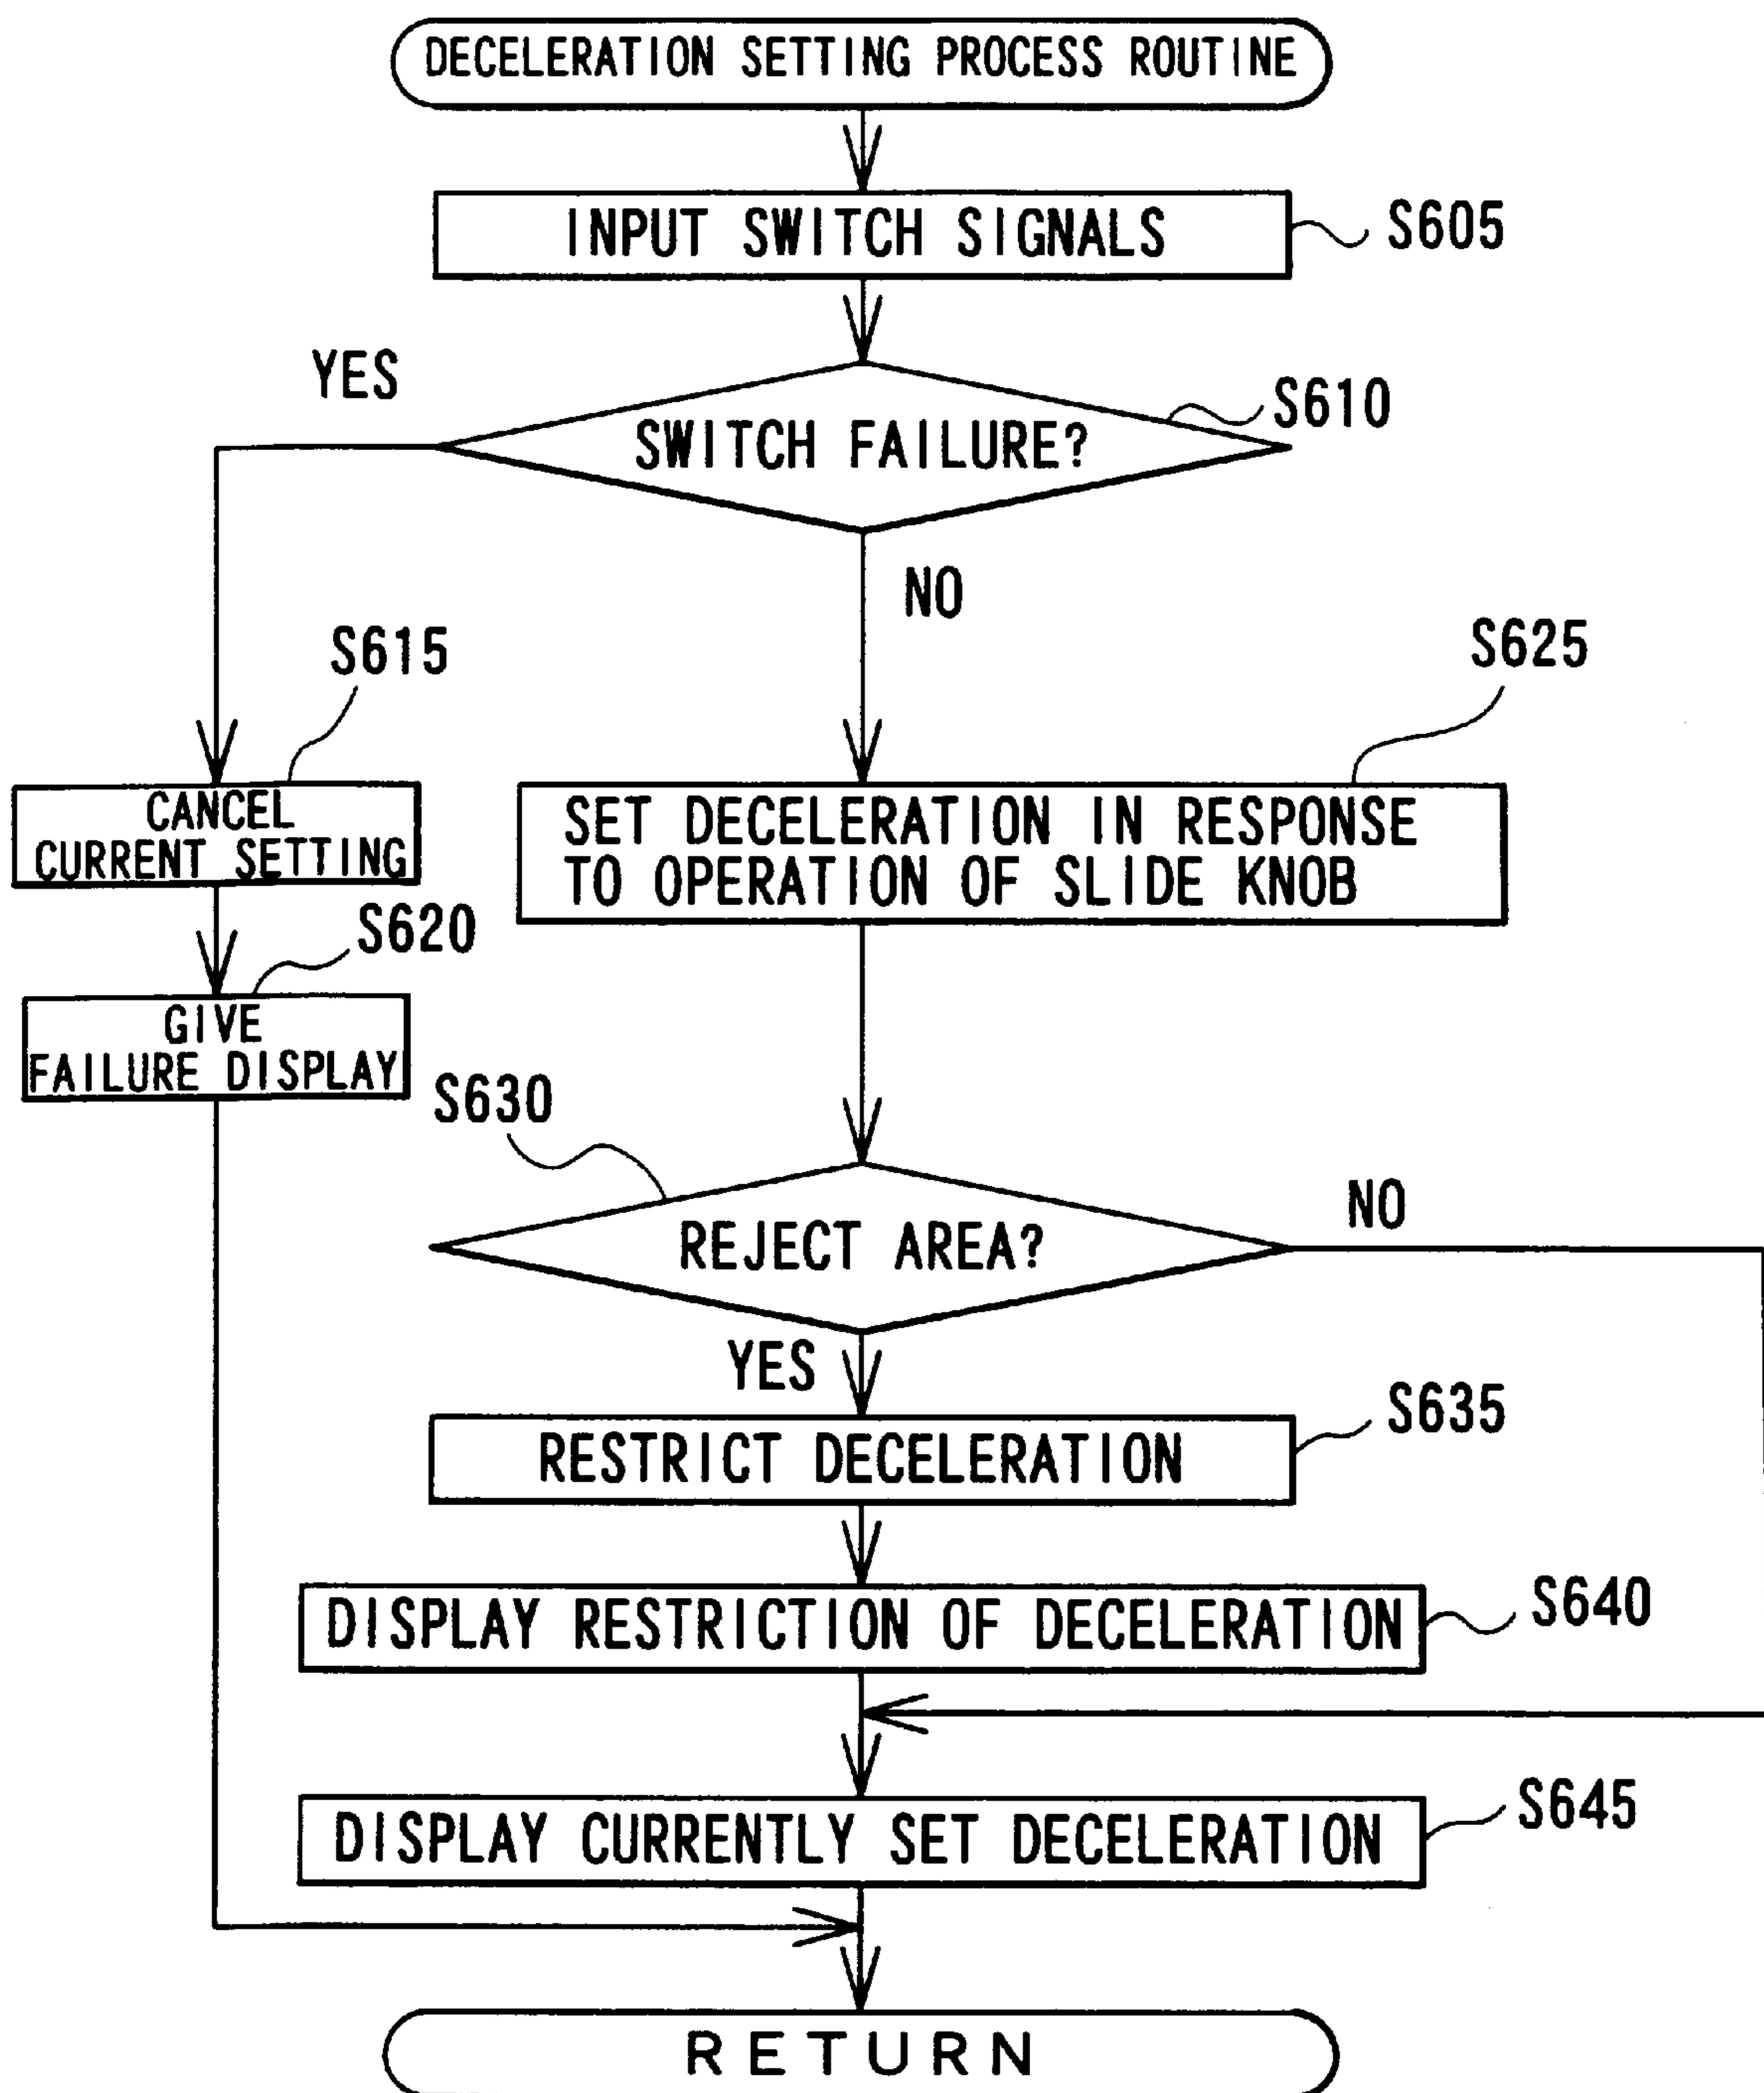 DECELERATION SETTING PROCESS ROUTINE
INPUT SWITCH SIGNALS
S605
YES
S610
SWITCH FAILURE?
NO
S615
S625
CANCEL
CURRENT SETTING
SET DECELERATION IN RESPONSE
TO OPERATION OF SLIDE KNOB
S620
GIVE
FAILURE DISPLAY
S630
NO
REJECT AREA?
YES
S635
RESTRICT DECELERATION
S640
DISPLAY RESTRICTION OF DECELERATION
S645
DISPLAY CURRENTLY SET DECELERATION
RETURN